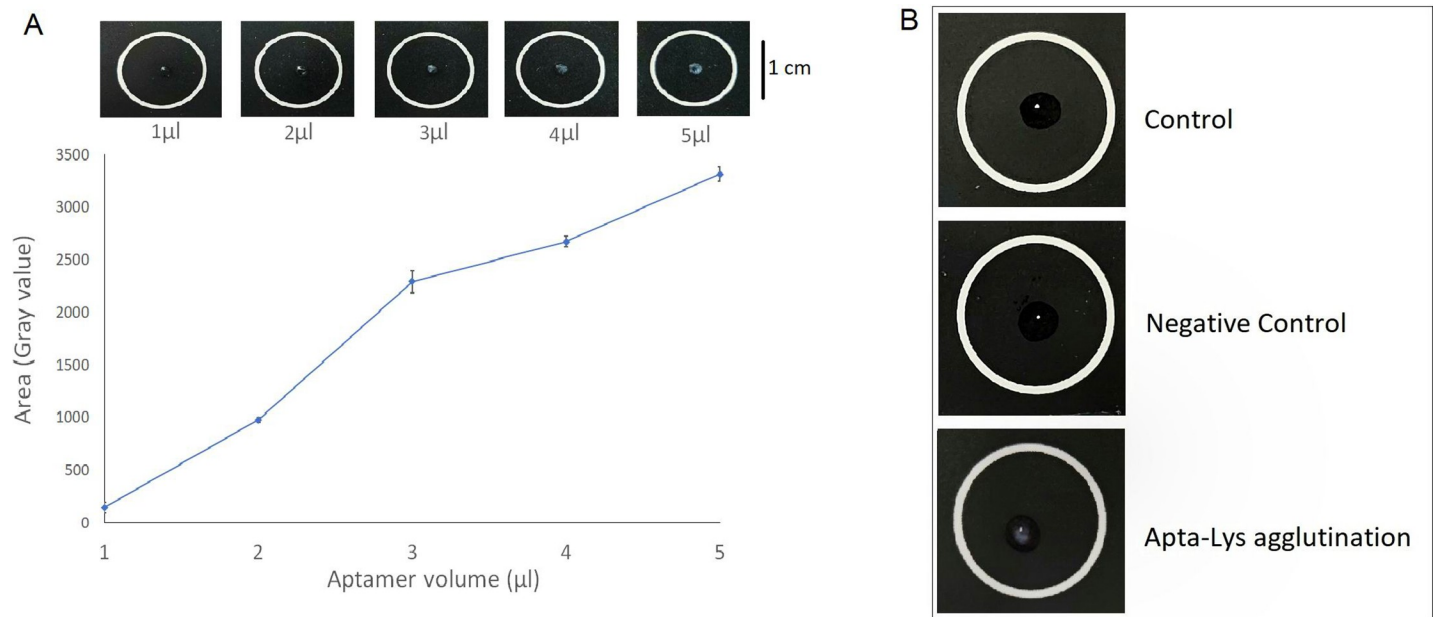 A
1 cm
1µl
2µl
3µl
4µl
5µl
3500
3000
2500
2000
1500
1000
500
0
Area (Gray value)
1
2
3
4
5
Aptamer volume (µl)
B
Control
Negative Control
Apta-Lys agglutination